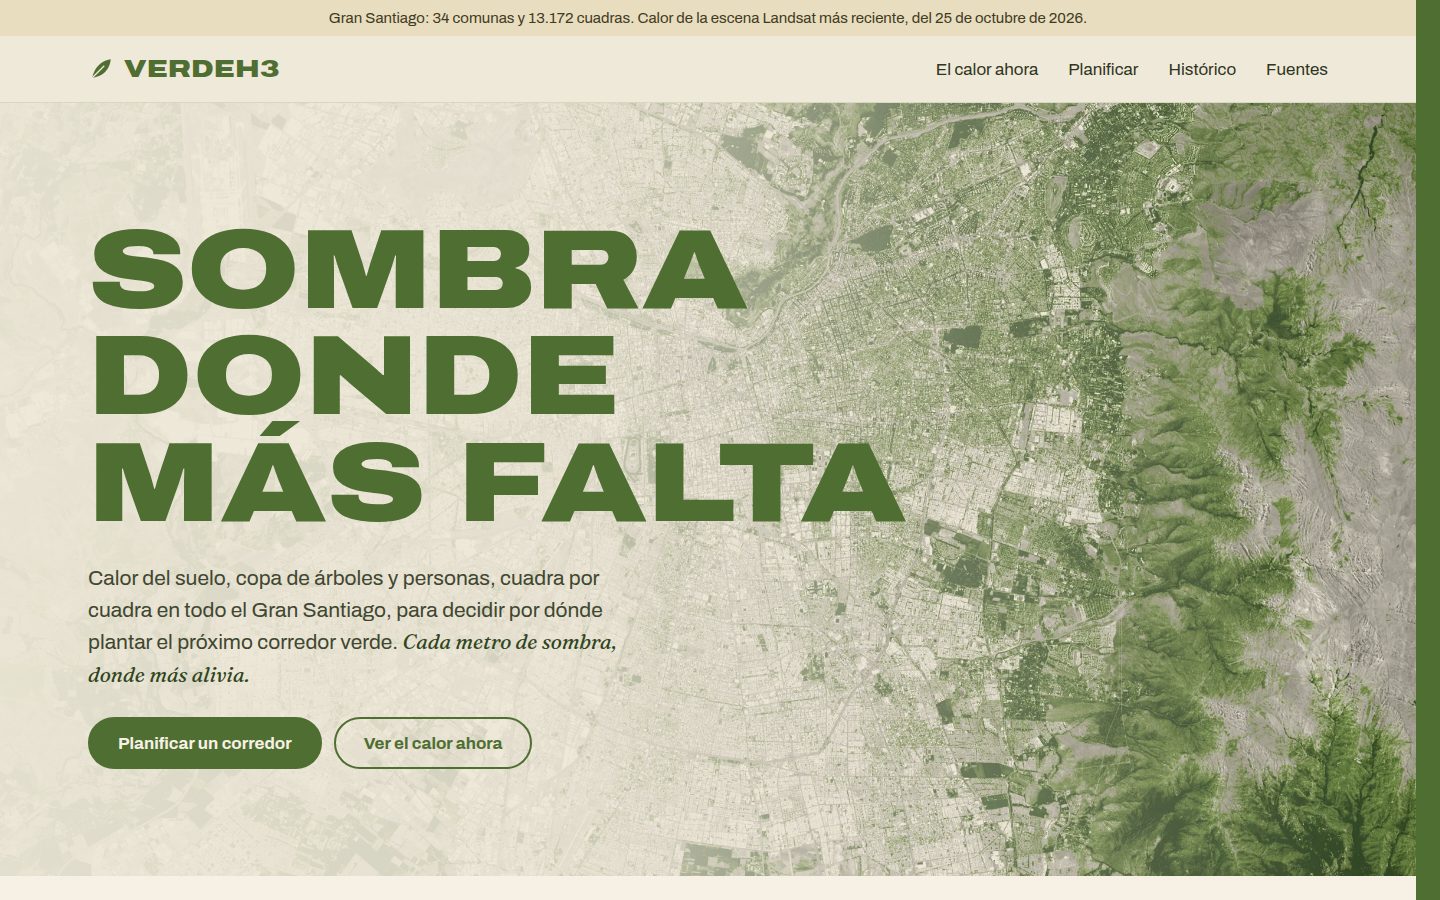 Gran Santiago: 34 comunas y 13.172 cuadras. Calor de la escena Landsat más reciente, del 25 de octubre de 2026.
VERDEH3
El calor ahora
Planificar
Histórico
Fuentes
SOMBRA
DONDE
MÁS FALTA
Calor del suelo, copa de árboles y personas, cuadra por
cuadra en todo el Gran Santiago, para decidir por dónde
plantar el próximo corredor verde. Cada metro de sombra,
donde más alivia.
Planificar un corredor
Ver el calor ahora